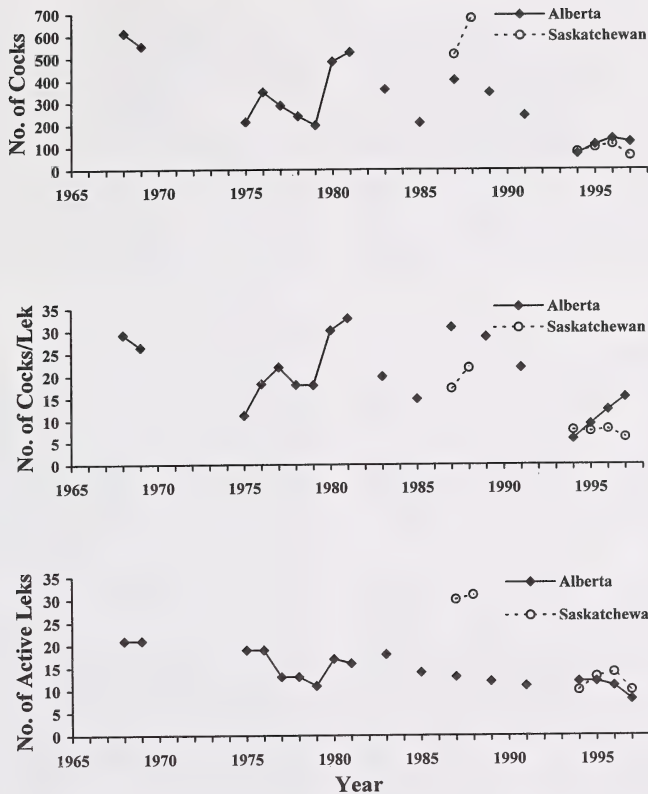 No. of Cocks
700
600
500
400
300
200
100
0
1965 1970 1975 1980 1985 1990 1995
Alberta
Saskatchewan
No. of Cocks/Lek
35
30
25
20
15
10
5
0
1965 1970 1975 1980 1985 1990 1995
Alberta
Saskatchewan
No. of Active Leks
35
30
25
20
15
10
5
0
1965 1970 1975 1980 1985 1990 1995
Alberta
Saskatchewa
Year